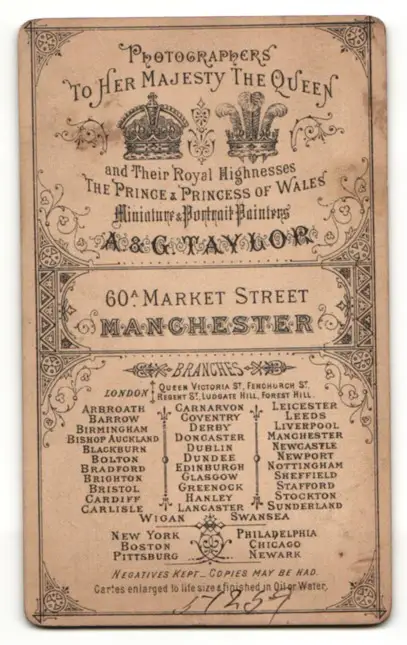 PHOTOGRAPHERS
TO HER MAJESTY THE QUEEN
and Their Royal Highnesses
THE PRINCE & PRINCESS OF WALES
Miniature & Portrait Painters
A & G. TAYLOR
60A MARKET STREET
MANCHESTER
BRANCHES
LONDON QUEEN VICTORIA ST, FENCHURCH ST.
REGENT ST, LUDGATE HILL, FOREST HILL.
ARBROATH CARNARVON LEICESTER
BARROW COVENTRY LEEDS
BIRMINGHAM DERBY LIVERPOOL
BISHOP AUCKLAND DONCASTER MANCHESTER
BLACKBURN DUBLIN NEWCASTLE
BOLTON DUNDEE NEWPORT
BRADFORD EDINBURGH NOTTINGHAM
BRIGHTON GLASGOW SHEFFIELD
BRISTOL GREENOCK STAFFORD
CARDIFF HANLEY STOCKTON
CARLISLE LANCASTER SUNDERLAND
WIGAN SWANSEA
NEW YORK PHILADELPHIA
BOSTON CHICAGO
PITTSBURG NEWARK
NEGATIVES KEPT _ COPIES MAY BE HAD.
Cartes enlarged to life size & finished in Oil or Water.